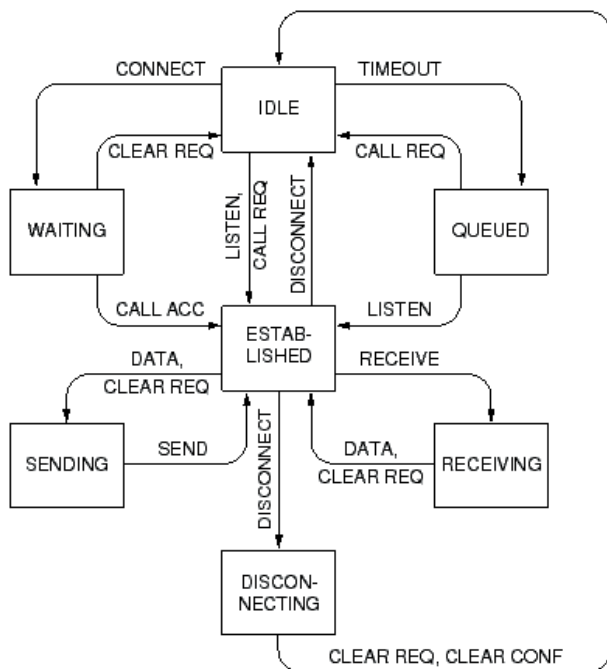 CONNECT
TIMEOUT
IDLE
CLEAR REQ
CALL REQ
LISTEN,
CALL REQ
DISCONNECT
WAITING
QUEUED
CALL ACC
LISTEN
ESTAB-
LISHED
DATA,
CLEAR REQ
RECEIVE
SENDING
SEND
DISCONNECT
DATA,
CLEAR REQ
RECEIVING
DISCON-
NECTING
CLEAR REQ, CLEAR CONF